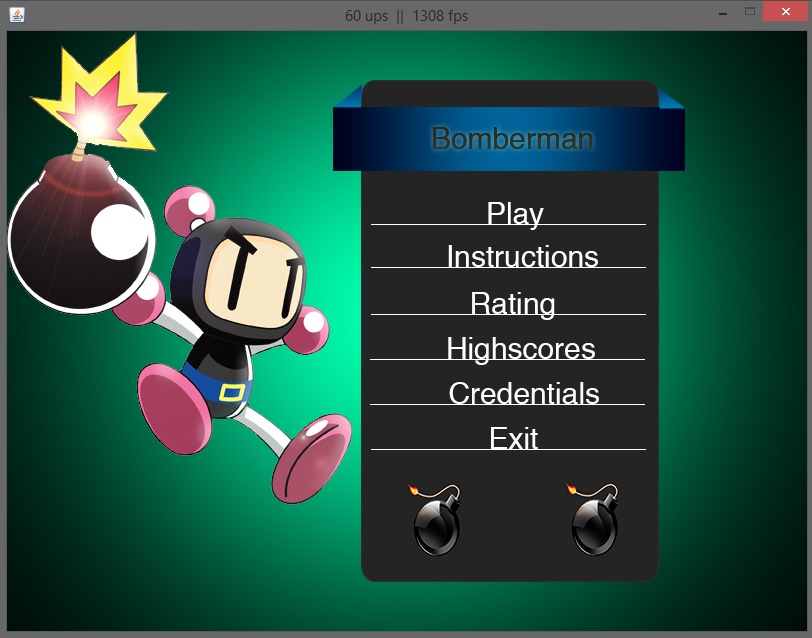 60 ups || 1308 fps
Bomberman
Play
Instructions
Rating
Highscores
Credentials
Exit